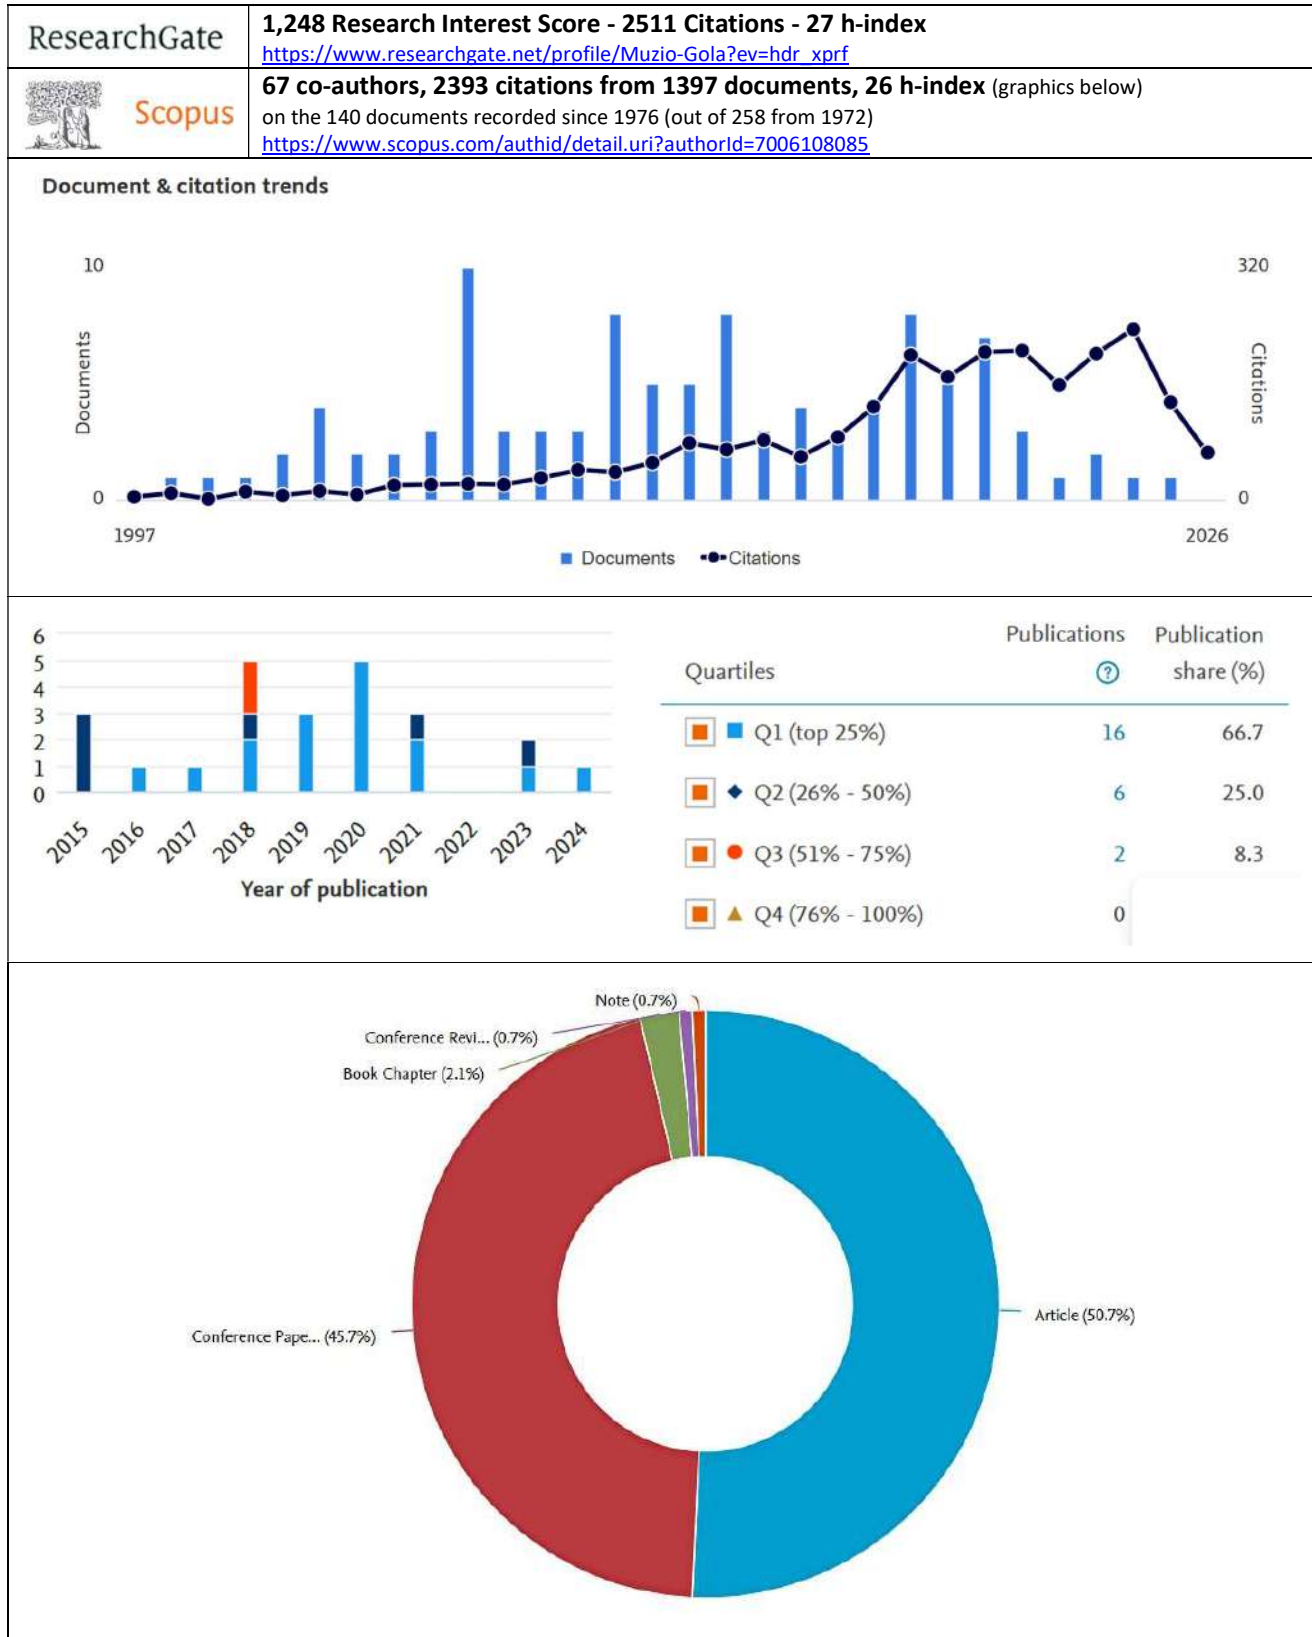 ResearchGate
1,248 Research Interest Score - 2511 Citations - 27 h-index
https://www.researchgate.net/profile/Muzio-Gola?ev=hdr_xprf
Scopus
67 co-authors, 2393 citations from 1397 documents, 26 h-index (graphics below)
on the 140 documents recorded since 1976 (out of 258 from 1972)
https://www.scopus.com/authid/detail.uri?authorId=7006108085
Document & citation trends
10
320
Documents
Citations
0
0
1997
2026
Documents
Citations
6
5
4
3
2
1
0
2015
2016
2017
2018
2019
2020
2021
2022
2023
2024
Year of publication
Quartiles
Publications
?
Publication
share (%)
Q1 (top 25%) 16 66.7
Q2 (26% - 50%) 6 25.0
Q3 (51% - 75%) 2 8.3
Q4 (76% - 100%) 0
Note (0.7%)
Conference Revi... (0.7%)
Book Chapter (2.1%)
Article (50.7%)
Conference Pape... (45.7%)